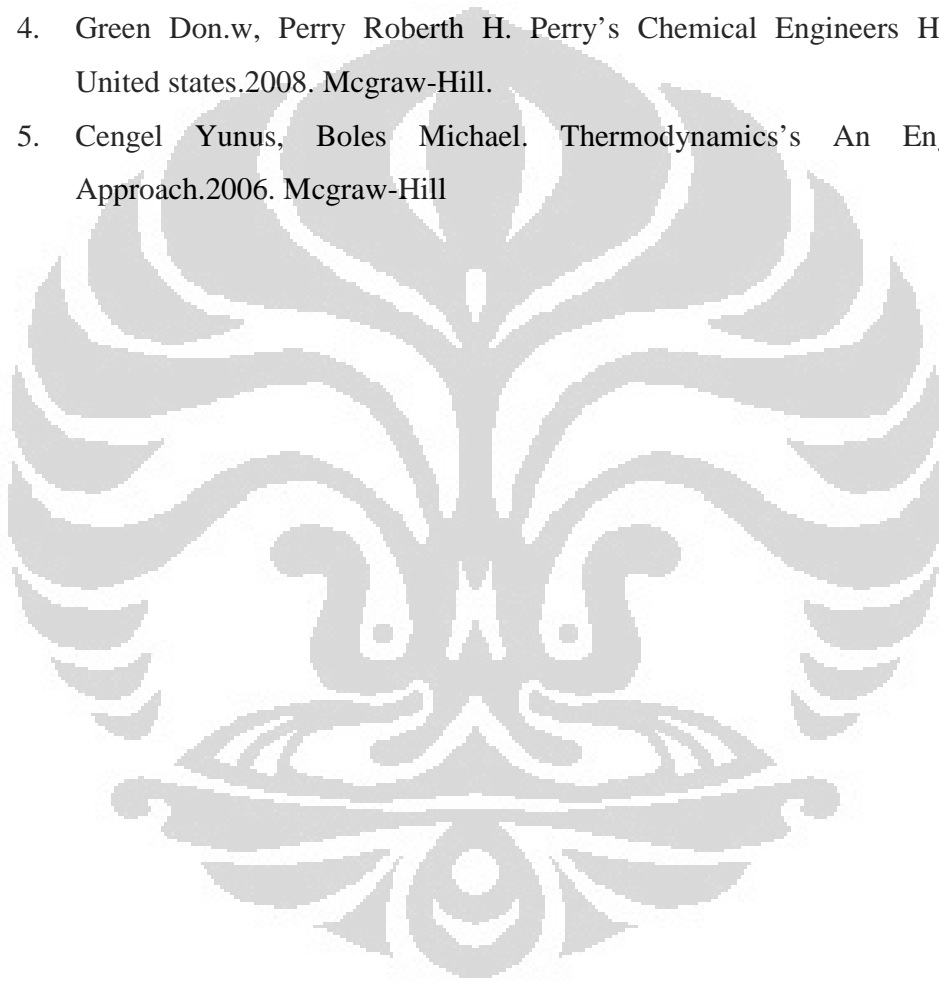 4. Green Don.w, Perry Roberth H. Perry’s Chemical Engineers H
United states.2008. Mcgraw-Hill.
5. Cengel Yunus, Boles Michael. Thermodynamics’s An En
Approach.2006. Mcgraw-Hill